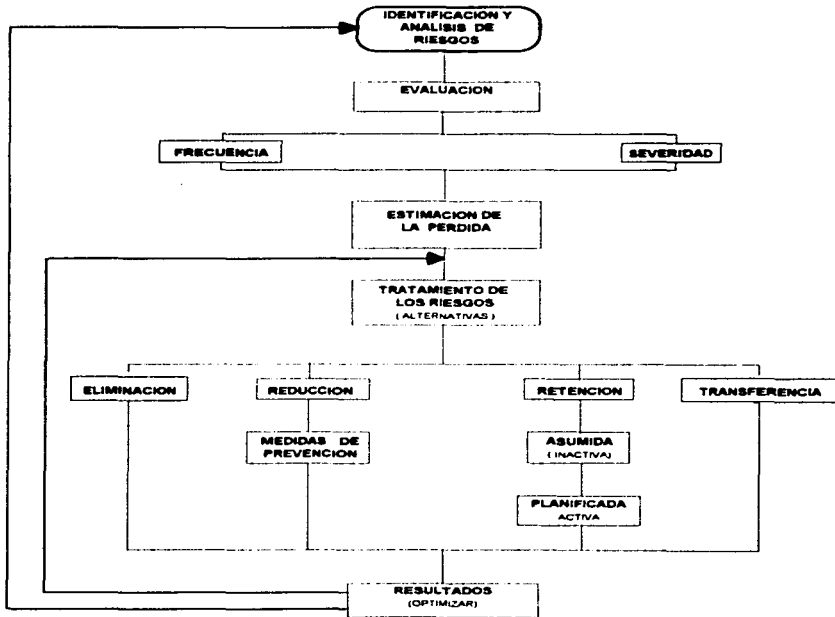 IDENTIFICACION Y
ANALISIS DE
RIESGOS
EVALUACION
FRECUENCIA
SEVERIDAD
ESTIMACION DE
LA PERDIDA
TRATAMIENTO DE
LOS RIESGOS
( ALTERNATIVAS )
ELIMINACION
REDUCCION
RETENCION
TRANSFERENCIA
MEDIDAS DE
PREVENCION
ASUMIDA
( INACTIVA)
PLANIFICADA
ACTIVA
RESULTADOS
(OPTIMIZAR)